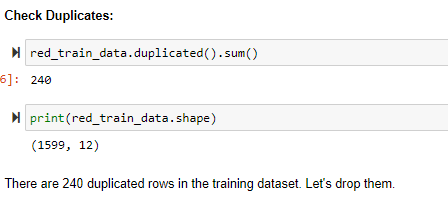 Check Duplicates:
red_train_data.duplicated().sum()
6]: 240
print(red_train_data.shape)
(1599, 12)
There are 240 duplicated rows in the training dataset. Let's drop them.